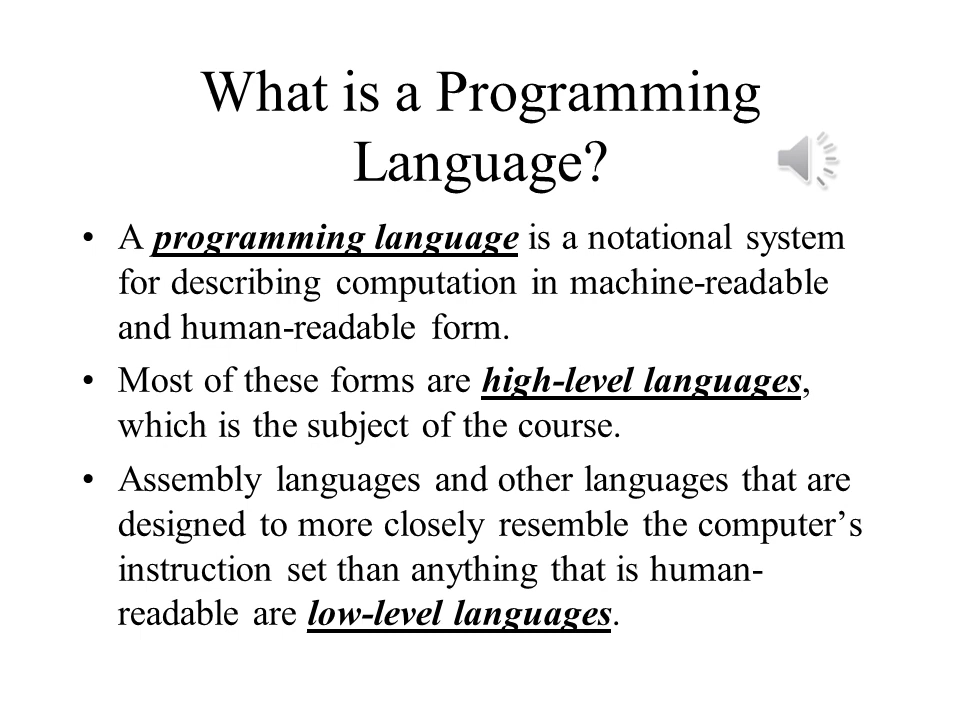 What is a Programming
Language?
• A programming language is a notational system
for describing computation in machine-readable
and human-readable form.
• Most of these forms are high-level languages,
which is the subject of the course.
• Assembly languages and other languages that are
designed to more closely resemble the computer’s
instruction set than anything that is human-
readable are low-level languages.